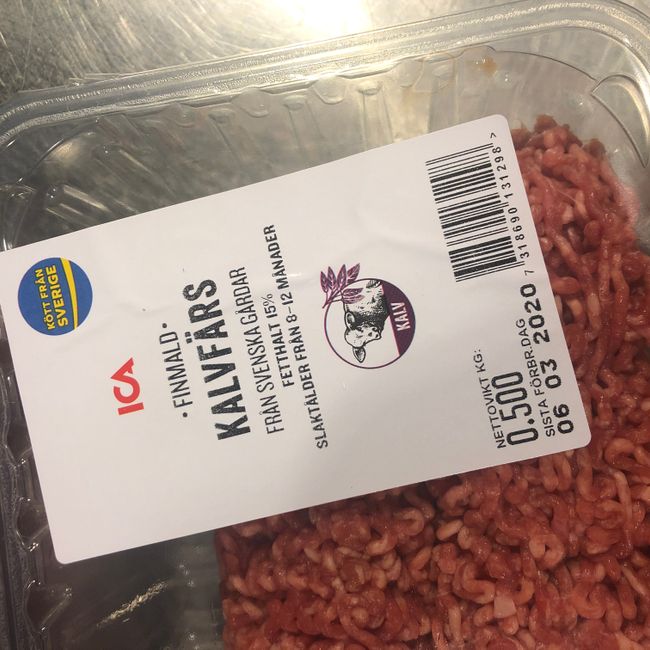 KÖTT FRÅN
SVERIGE
ICA
·FINMALD·
KALVFÄRS
FRÅN SVENSKA GÅRDAR
FETTHALT 15%
SLAKTÅLDER FRÅN 8-12 MÅNADER
KALV
7 318690 131298 >
NETTOVIKT KG:
0.500
SISTA FÖRBR.DAG
06 03 2020